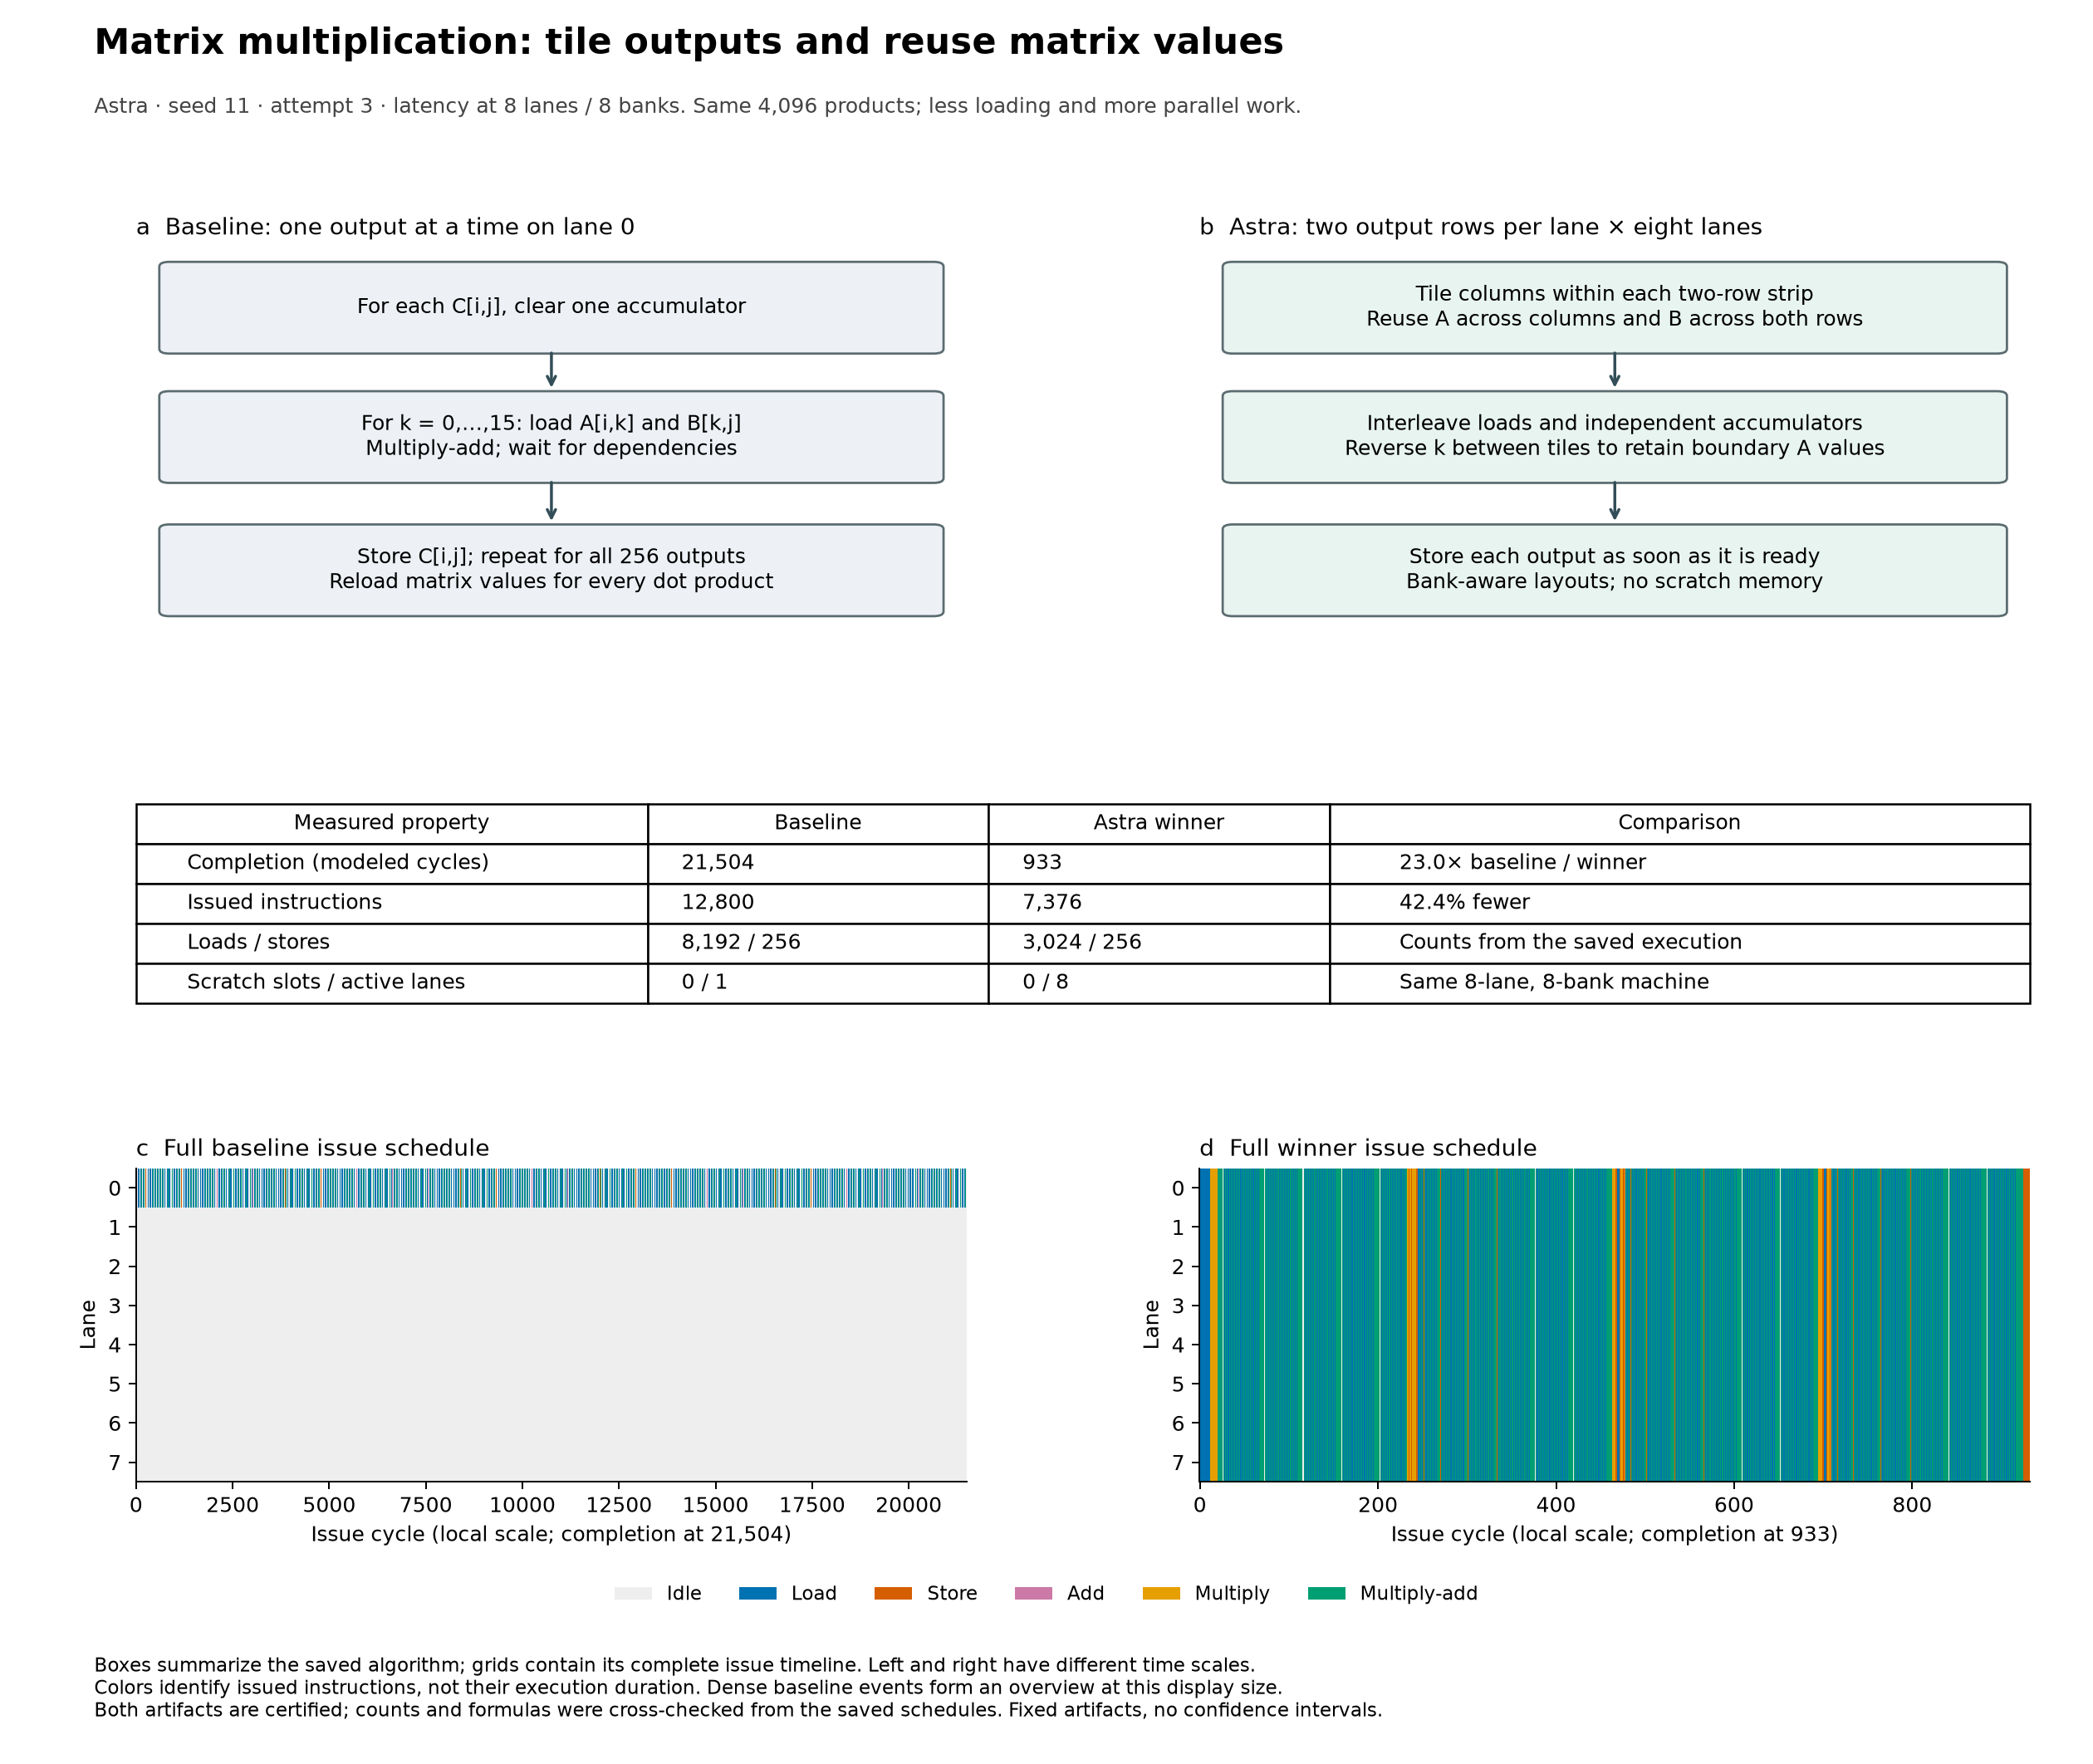 Matrix multiplication: tile outputs and reuse matrix values
Astra · seed 11 · attempt 3 · latency at 8 lanes / 8 banks. Same 4,096 products; less loading and more parallel work.
a Baseline: one output at a time on lane 0
For each C[i,j], clear one accumulator
For k = 0,...,15: load A[i,k] and B[k,j]
Multiply-add; wait for dependencies
Store C[i,j]; repeat for all 256 outputs
Reload matrix values for every dot product
b Astra: two output rows per lane × eight lanes
Tile columns within each two-row strip
Reuse A across columns and B across both rows
Interleave loads and independent accumulators
Reverse k between tiles to retain boundary A values
Store each output as soon as it is ready
Bank-aware layouts; no scratch memory
Measured property Baseline Astra winner Comparison
Completion (modeled cycles) 21,504 933 23.0× baseline / winner
Issued instructions 12,800 7,376 42.4% fewer
Loads / stores 8,192 / 256 3,024 / 256 Counts from the saved execution
Scratch slots / active lanes 0 / 1 0 / 8 Same 8-lane, 8-bank machine
c Full baseline issue schedule
Lane
0
1
2
3
4
5
6
7
0 2500 5000 7500 10000 12500 15000 17500 20000
Issue cycle (local scale; completion at 21,504)
d Full winner issue schedule
Lane
0
1
2
3
4
5
6
7
0 200 400 600 800
Issue cycle (local scale; completion at 933)
Idle Load Store Add Multiply Multiply-add
Boxes summarize the saved algorithm; grids contain its complete issue timeline. Left and right have different time scales.
Colors identify issued instructions, not their execution duration. Dense baseline events form an overview at this display size.
Both artifacts are certified; counts and formulas were cross-checked from the saved schedules. Fixed artifacts, no confidence intervals.